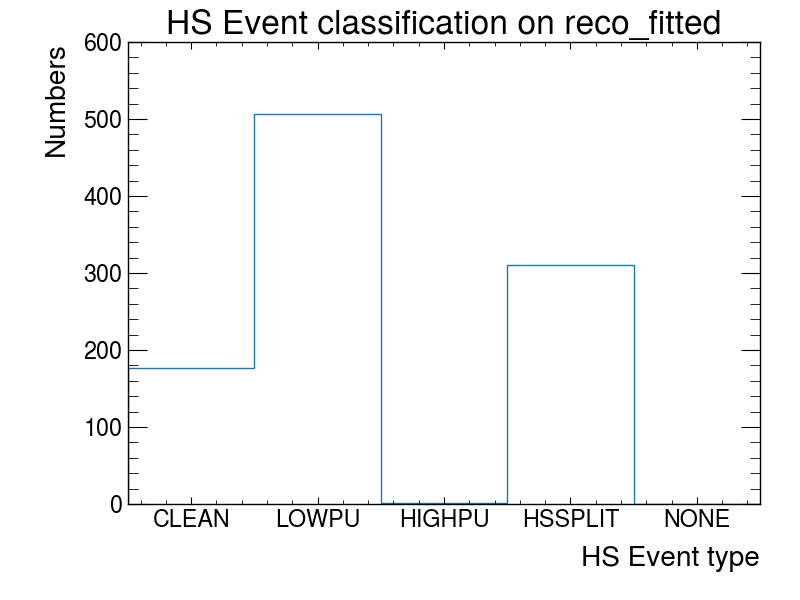 HS Event classification on reco_fitted
Numbers
600
500
400
300
200
100
0
CLEAN LOWPU HIGHPU HSSPLIT NONE
HS Event type